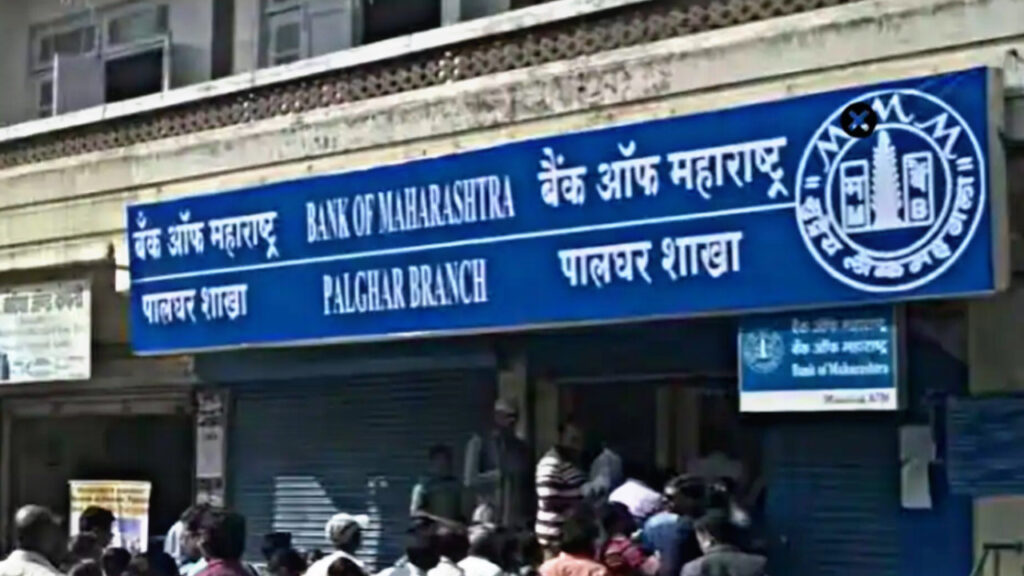 बैंक ऑफ महाराष्ट्र BANK OF MAHARASHTRA बैंक ऑफ महाराष्ट्र
पालघर शाखा PALGHAR BRANCH पालघर शाखा
बैंक ऑफ महाराष्ट्र
Bank of Maharashtra